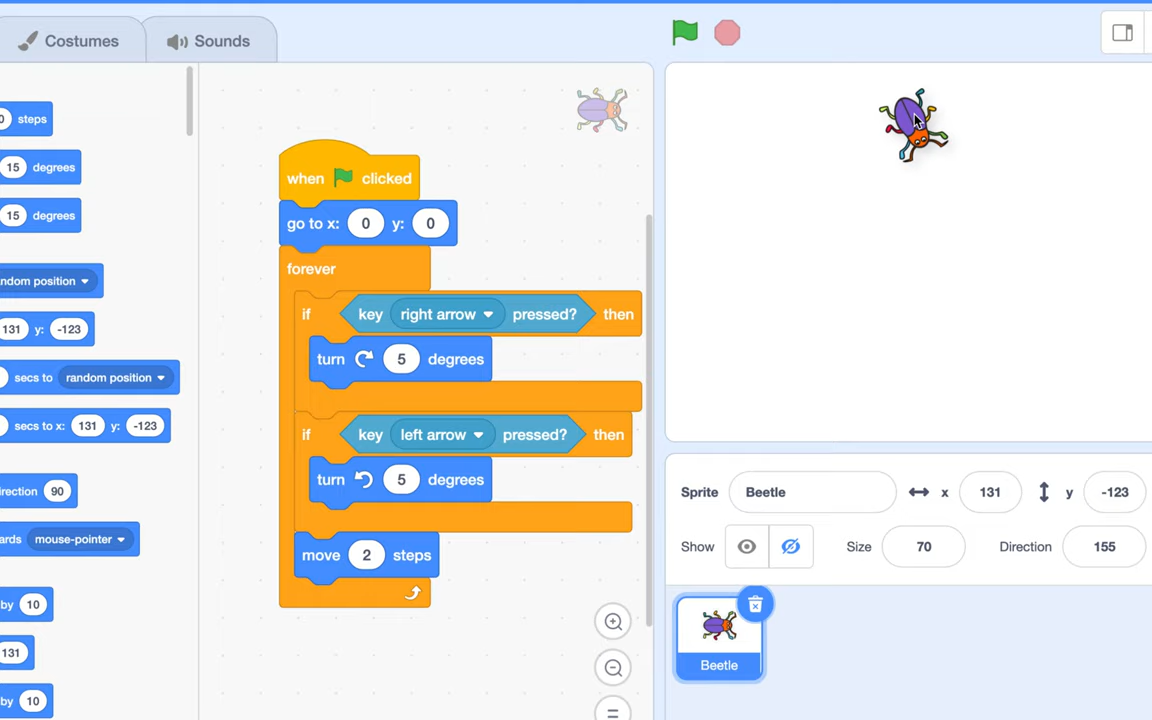 Costumes
Sounds
0 steps
15 degrees
15 degrees
ndom position
131 y: -123
secs to random position
secs to x: 131 y: -123
irection 90
ards mouse-pointer
by 10
131
by 10
when clicked
go to x: 0 y: 0
forever
if key right arrow pressed? then
turn 5 degrees
if key left arrow pressed? then
turn 5 degrees
move 2 steps
Sprite Beetle x 131 y -123
Show Size 70 Direction 155
Beetle